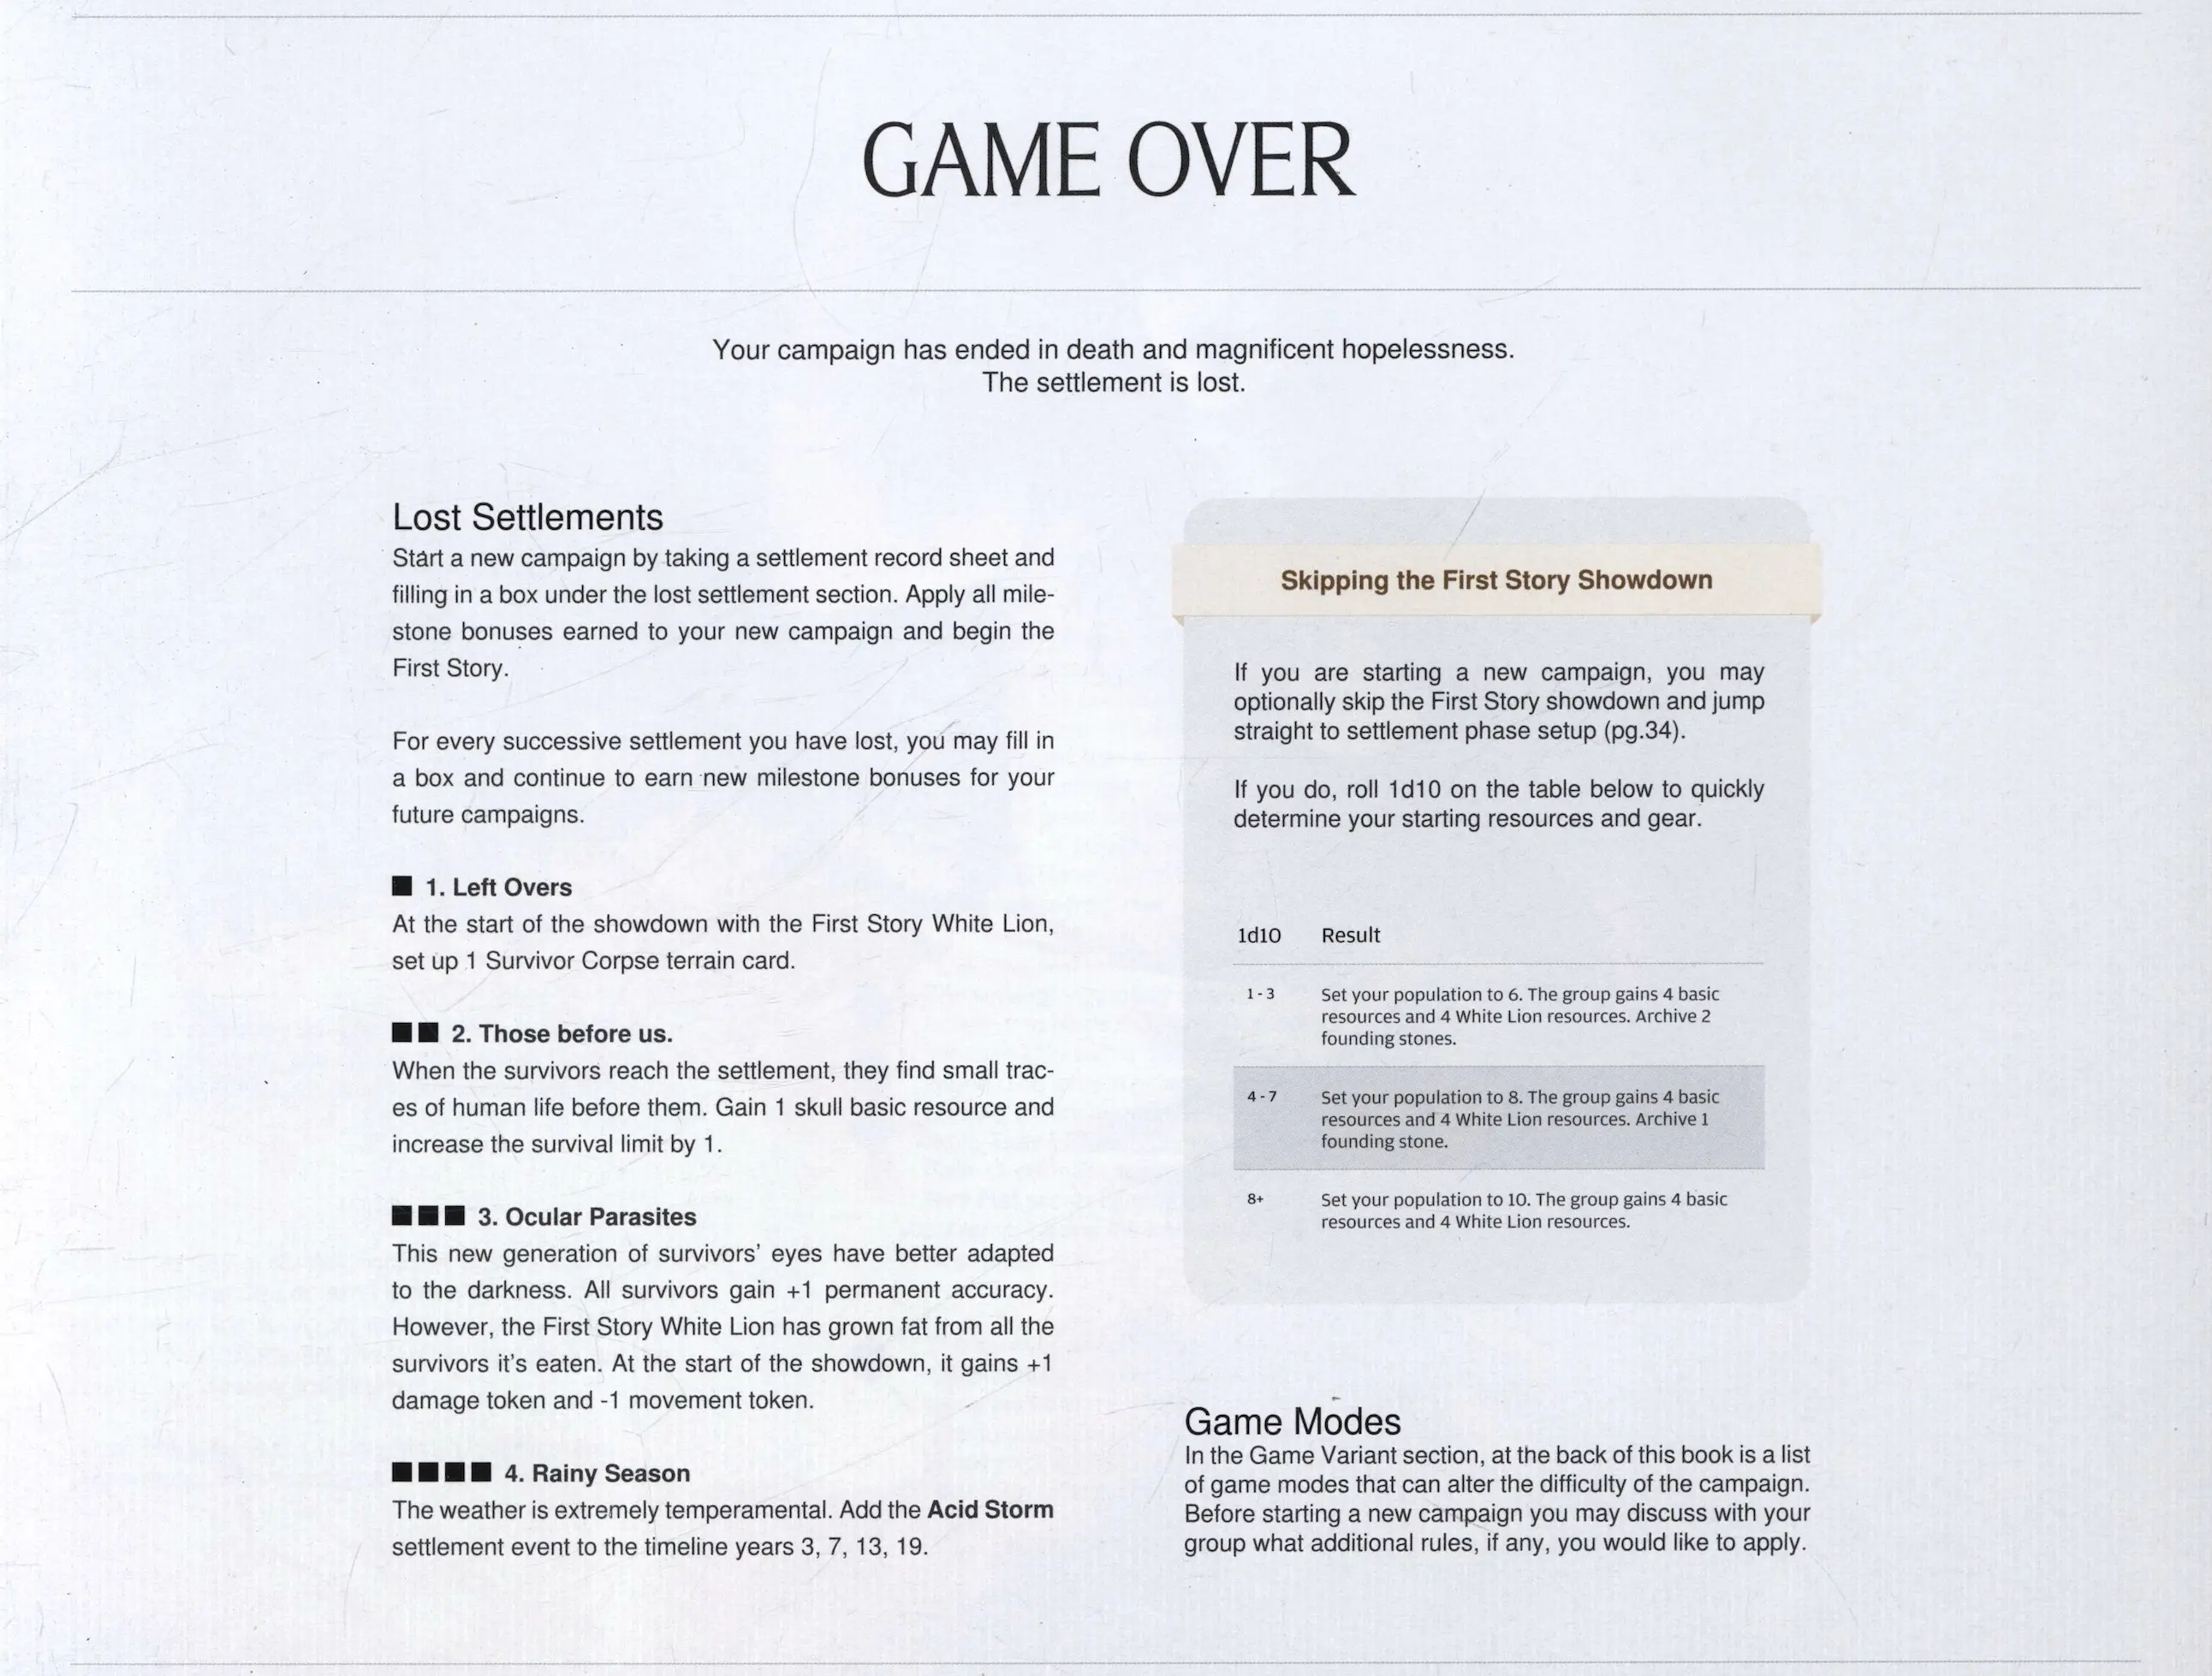 GAME OVER
Your campaign has ended in death and magnificent hopelessness.
The settlement is lost.
Lost Settlements
Start a new campaign by taking a settlement record sheet and
filling in a box under the lost settlement section. Apply all mile-
stone bonuses earned to your new campaign and begin the
First Story.
For every successive settlement you have lost, you may fill in
a box and continue to earn new milestone bonuses for your
future campaigns.
■ 1. Left Overs
At the start of the showdown with the First Story White Lion,
set up 1 Survivor Corpse terrain card.
■■ 2. Those before us.
When the survivors reach the settlement, they find small trac-
es of human life before them. Gain 1 skull basic resource and
increase the survival limit by 1.
■■■ 3. Ocular Parasites
This new generation of survivors' eyes have better adapted
to the darkness. All survivors gain +1 permanent accuracy.
However, the First Story White Lion has grown fat from all the
survivors it's eaten. At the start of the showdown, it gains +1
damage token and -1 movement token.
■■■■ 4. Rainy Season
The weather is extremely temperamental. Add the Acid Storm
settlement event to the timeline years 3, 7, 13, 19.
Skipping the First Story Showdown
If you are starting a new campaign, you may
optionally skip the First Story showdown and jump
straight to settlement phase setup (pg.34).
If you do, roll 1d10 on the table below to quickly
determine your starting resources and gear.
1d10 Result
1 - 3 Set your population to 6. The group gains 4 basic
resources and 4 White Lion resources. Archive 2
founding stones.
4 - 7 Set your population to 8. The group gains 4 basic
resources and 4 White Lion resources. Archive 1
founding stone.
8+ Set your population to 10. The group gains 4 basic
resources and 4 White Lion resources.
Game Modes
In the Game Variant section, at the back of this book is a list
of game modes that can alter the difficulty of the campaign.
Before starting a new campaign you may discuss with your
group what additional rules, if any, you would like to apply.